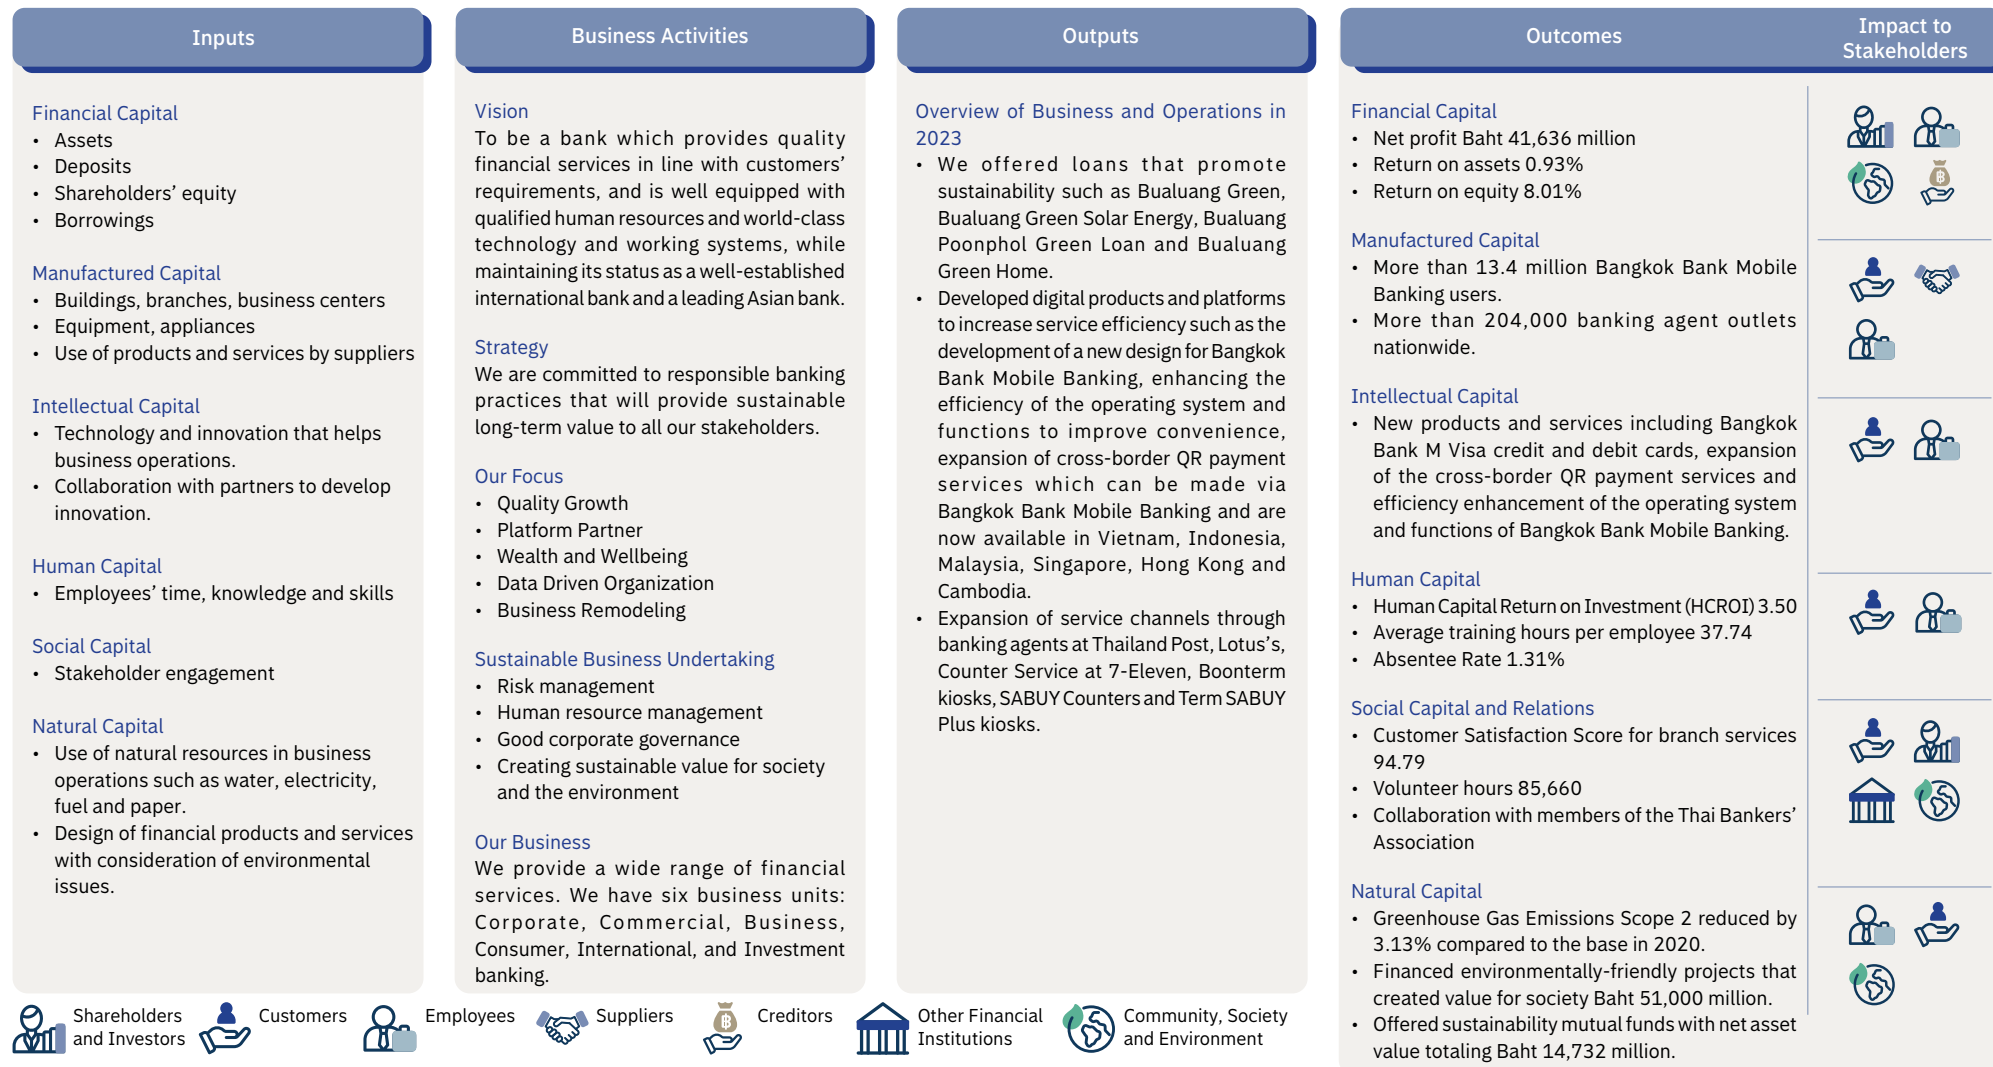 Inputs
Financial Capital
• Assets
• Deposits
• Shareholders’ equity
• Borrowings
Manufactured Capital
• Buildings, branches, business centers
• Equipment, appliances
• Use of products and services by suppliers
Intellectual Capital
• Technology and innovation that helps
business operations.
• Collaboration with partners to develop
innovation.
Human Capital
• Employees’ time, knowledge and skills
Social Capital
• Stakeholder engagement
Natural Capital
• Use of natural resources in business
operations such as water, electricity,
fuel and paper.
• Design of financial products and services
with consideration of environmental
issues.
Business Activities
Vision
To be a bank which provides quality
financial services in line with customers’
requirements, and is well equipped with
qualified human resources and world-class
technology and working systems, while
maintaining its status as a well-established
international bank and a leading Asian bank.
Strategy
We are committed to responsible banking
practices that will provide sustainable
long-term value to all our stakeholders.
Our Focus
• Quality Growth
• Platform Partner
• Wealth and Wellbeing
• Data Driven Organization
• Business Remodeling
Sustainable Business Undertaking
• Risk management
• Human resource management
• Good corporate governance
• Creating sustainable value for society
and the environment
Our Business
We provide a wide range of financial
services. We have six business units:
Corporate, Commercial, Business,
Consumer, International, and Investment
banking.
Outputs
Overview of Business and Operations in
2023
• We offered loans that promote
sustainability such as Bualuang Green,
Bualuang Green Solar Energy, Bualuang
Poonphol Green Loan and Bualuang
Green Home.
• Developed digital products and platforms
to increase service efficiency such as the
development of a new design for Bangkok
Bank Mobile Banking, enhancing the
efficiency of the operating system and
functions to improve convenience,
expansion of cross-border QR payment
services which can be made via
Bangkok Bank Mobile Banking and are
now available in Vietnam, Indonesia,
Malaysia, Singapore, Hong Kong and
Cambodia.
• Expansion of service channels through
banking agents at Thailand Post, Lotus’s,
Counter Service at 7-Eleven, Boonterm
kiosks, SABUY Counters and Term SABUY
Plus kiosks.
Outcomes
Impact to
Stakeholders
Financial Capital
• Net profit Baht 41,636 million
• Return on assets 0.93%
• Return on equity 8.01%
Manufactured Capital
• More than 13.4 million Bangkok Bank Mobile
Banking users.
• More than 204,000 banking agent outlets
nationwide.
Intellectual Capital
• New products and services including Bangkok
Bank M Visa credit and debit cards, expansion
of the cross-border QR payment services and
efficiency enhancement of the operating system
and functions of Bangkok Bank Mobile Banking.
Human Capital
• Human Capital Return on Investment (HCROI) 3.50
• Average training hours per employee 37.74
• Absentee Rate 1.31%
Social Capital and Relations
• Customer Satisfaction Score for branch services
94.79
• Volunteer hours 85,660
• Collaboration with members of the Thai Bankers’
Association
Natural Capital
• Greenhouse Gas Emissions Scope 2 reduced by
3.13% compared to the base in 2020.
• Financed environmentally-friendly projects that
created value for society Baht 51,000 million.
• Offered sustainability mutual funds with net asset
value totaling Baht 14,732 million.
฿
Shareholders
and Investors
Customers
Employees
Suppliers
฿
Creditors
Other Financial
Institutions
Community, Society
and Environment